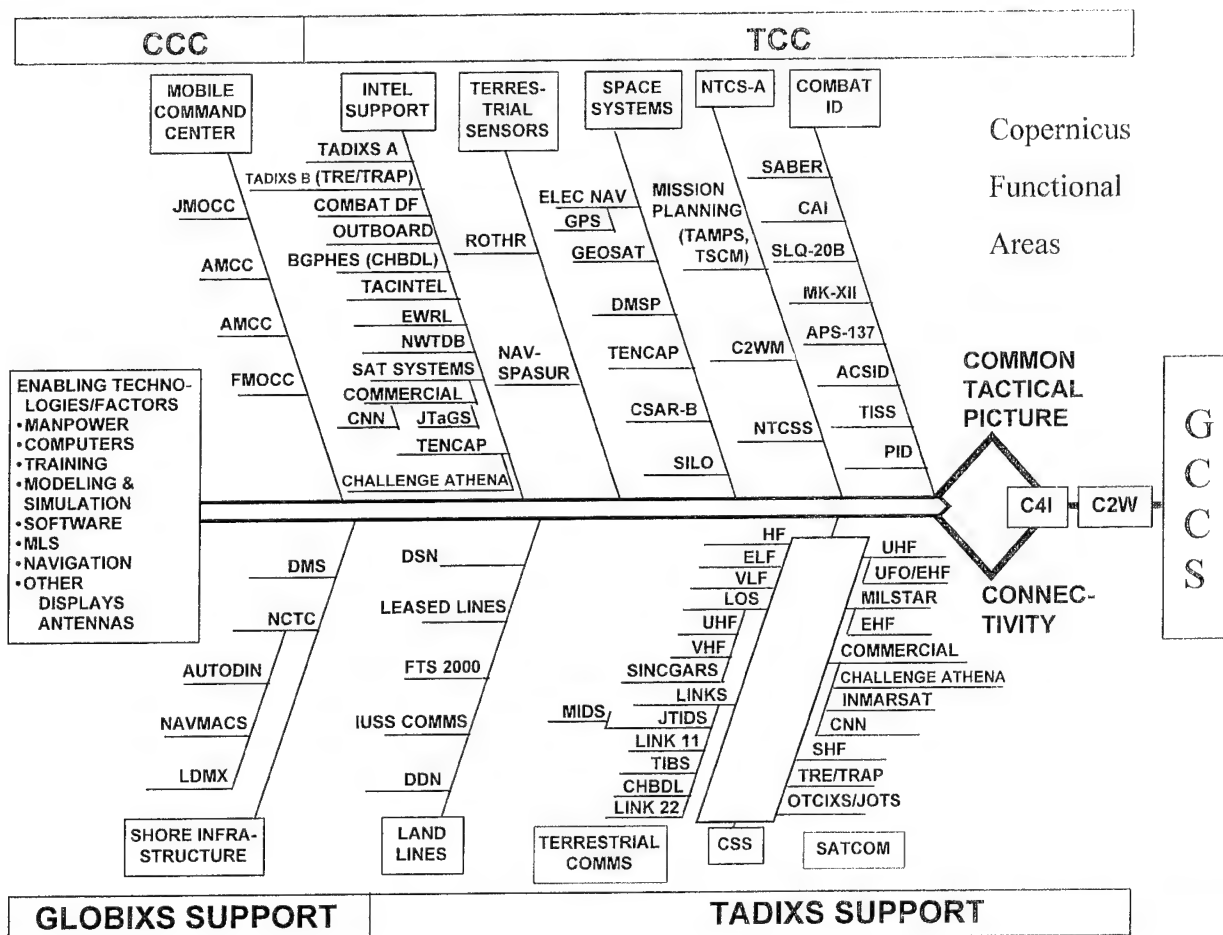 CCC
TCC
MOBILE
COMMAND
CENTER
INTEL
SUPPORT
TERRES-
TRIAL
SENSORS
SPACE
SYSTEMS
NTCS-A
COMBAT
ID
Copernicus
Functional
Areas
JMOCC
AMCC
AMCC
FMOCC
TADIXS A
TADIXS B (TRE/TRAP)
COMBAT DF
OUTBOARD
BGPHES (CHBDL)
TACINTEL
EWRL
NWTDB
SAT SYSTEMS
COMMERCIAL
CNN
JTaGS
TENCAP
CHALLENGE ATHENA
ROTHR
NAV-
SPASUR
ELEC NAV
GPS
GEOSAT
DMSP
TENCAP
CSAR-B
SILO
MISSION
PLANNING
(TAMPS,
TSCM)
C2WM
NTCSS
SABER
CAI
SLQ-20B
MK-XII
APS-137
ACSID
TISS
PID
ENABLING TECHNO-
LOGIES/FACTORS
•MANPOWER
•COMPUTERS
•TRAINING
•MODELING &
SIMULATION
•SOFTWARE
•MLS
•NAVIGATION
•OTHER
DISPLAYS
ANTENNAS
COMMON
TACTICAL
PICTURE
C4I
C2W
G
C
C
S
CONNEC-
TIVITY
DMS
NCTC
AUTODIN
NAVMACS
LDMX
SHORE INFRA-
STRUCTURE
DSN
LEASED LINES
FTS 2000
IUSS COMMS
DDN
LAND
LINES
HF
ELF
VLF
LOS
UHF
VHF
SINCGARS
LINKS
MIDS
JTIDS
LINK 11
TIBS
CHBDL
LINK 22
TERRESTRIAL
COMMS
CSS
UHF
UFO/EHF
MILSTAR
EHF
COMMERCIAL
CHALLENGE ATHENA
INMARSAT
CNN
SHF
TRE/TRAP
OTCIXS/JOTS
SATCOM
GLOBIXS SUPPORT
TADIXS SUPPORT